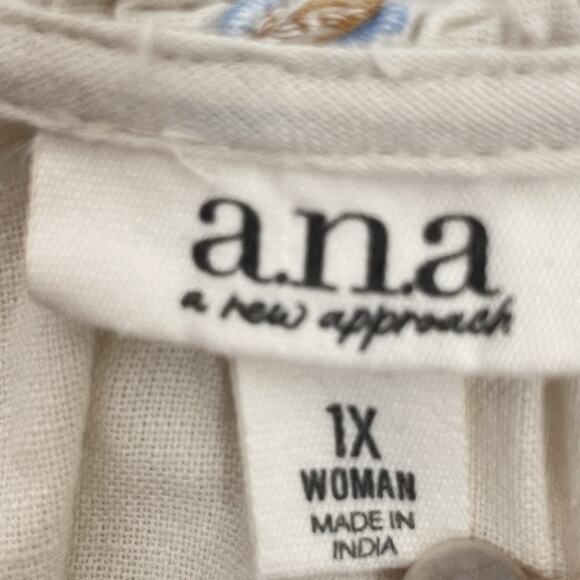 a.n.a
a new approach
1X
WOMAN
MADE IN
INDIA